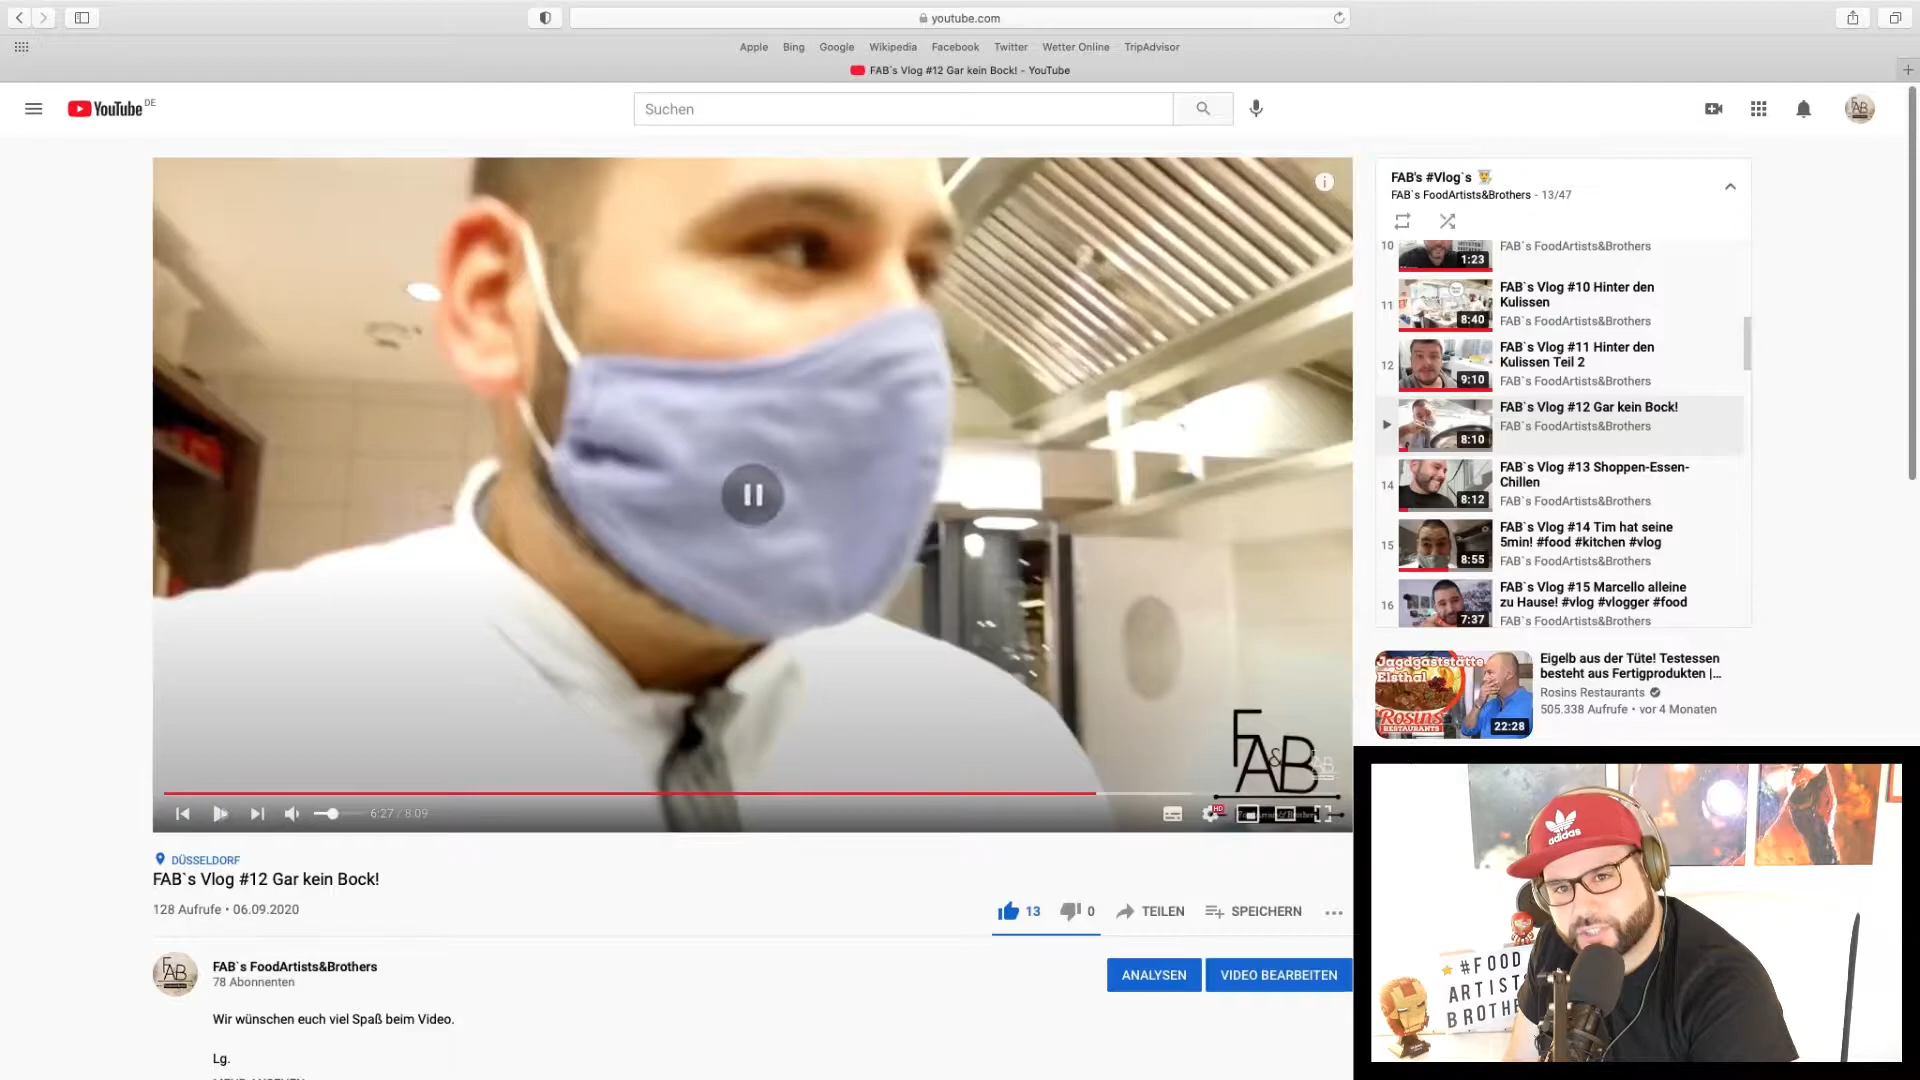 youtube.com
Apple Bing Google Wikipedia Facebook Twitter Wetter Online TripAdvisor
FAB`s Vlog #12 Gar kein Bock! - YouTube
YouTube DE
Suchen
FAB
FAB's #Vlog`s
FAB`s FoodArtists&Brothers - 13/47
10
1:23
FAB`s FoodArtists&Brothers
11
8:40
FAB`s Vlog #10 Hinter den
Kulissen
FAB`s FoodArtists&Brothers
12
9:10
FAB`s Vlog #11 Hinter den
Kulissen Teil 2
FAB`s FoodArtists&Brothers
8:10
FAB`s Vlog #12 Gar kein Bock!
FAB`s FoodArtists&Brothers
14
8:12
FAB`s Vlog #13 Shoppen-Essen-
Chillen
FAB`s FoodArtists&Brothers
15
8:55
FAB`s Vlog #14 Tim hat seine
5min! #food #kitchen #vlog
FAB`s FoodArtists&Brothers
16
7:37
FAB`s Vlog #15 Marcello alleine
zu Hause! #vlog #vlogger #food
FAB`s FoodArtists&Brothers
Jagdgaststätte
Elsthal
Rosins
RESTAURANTS
22:28
Eigelb aus der Tüte! Testessen
besteht aus Fertigprodukten |...
Rosins Restaurants
505.338 Aufrufe • vor 4 Monaten
FA&B
6:27 / 8:09
HD
DÜSSELDORF
FAB`s Vlog #12 Gar kein Bock!
128 Aufrufe • 06.09.2020
13
0
TEILEN
SPEICHERN
FAB
FAB`s FoodArtists&Brothers
78 Abonnenten
ANALYSEN
VIDEO BEARBEITEN
Wir wünschen euch viel Spaß beim Video.
Lg.
adidas
#FOOD
ARTIST
BROTHE